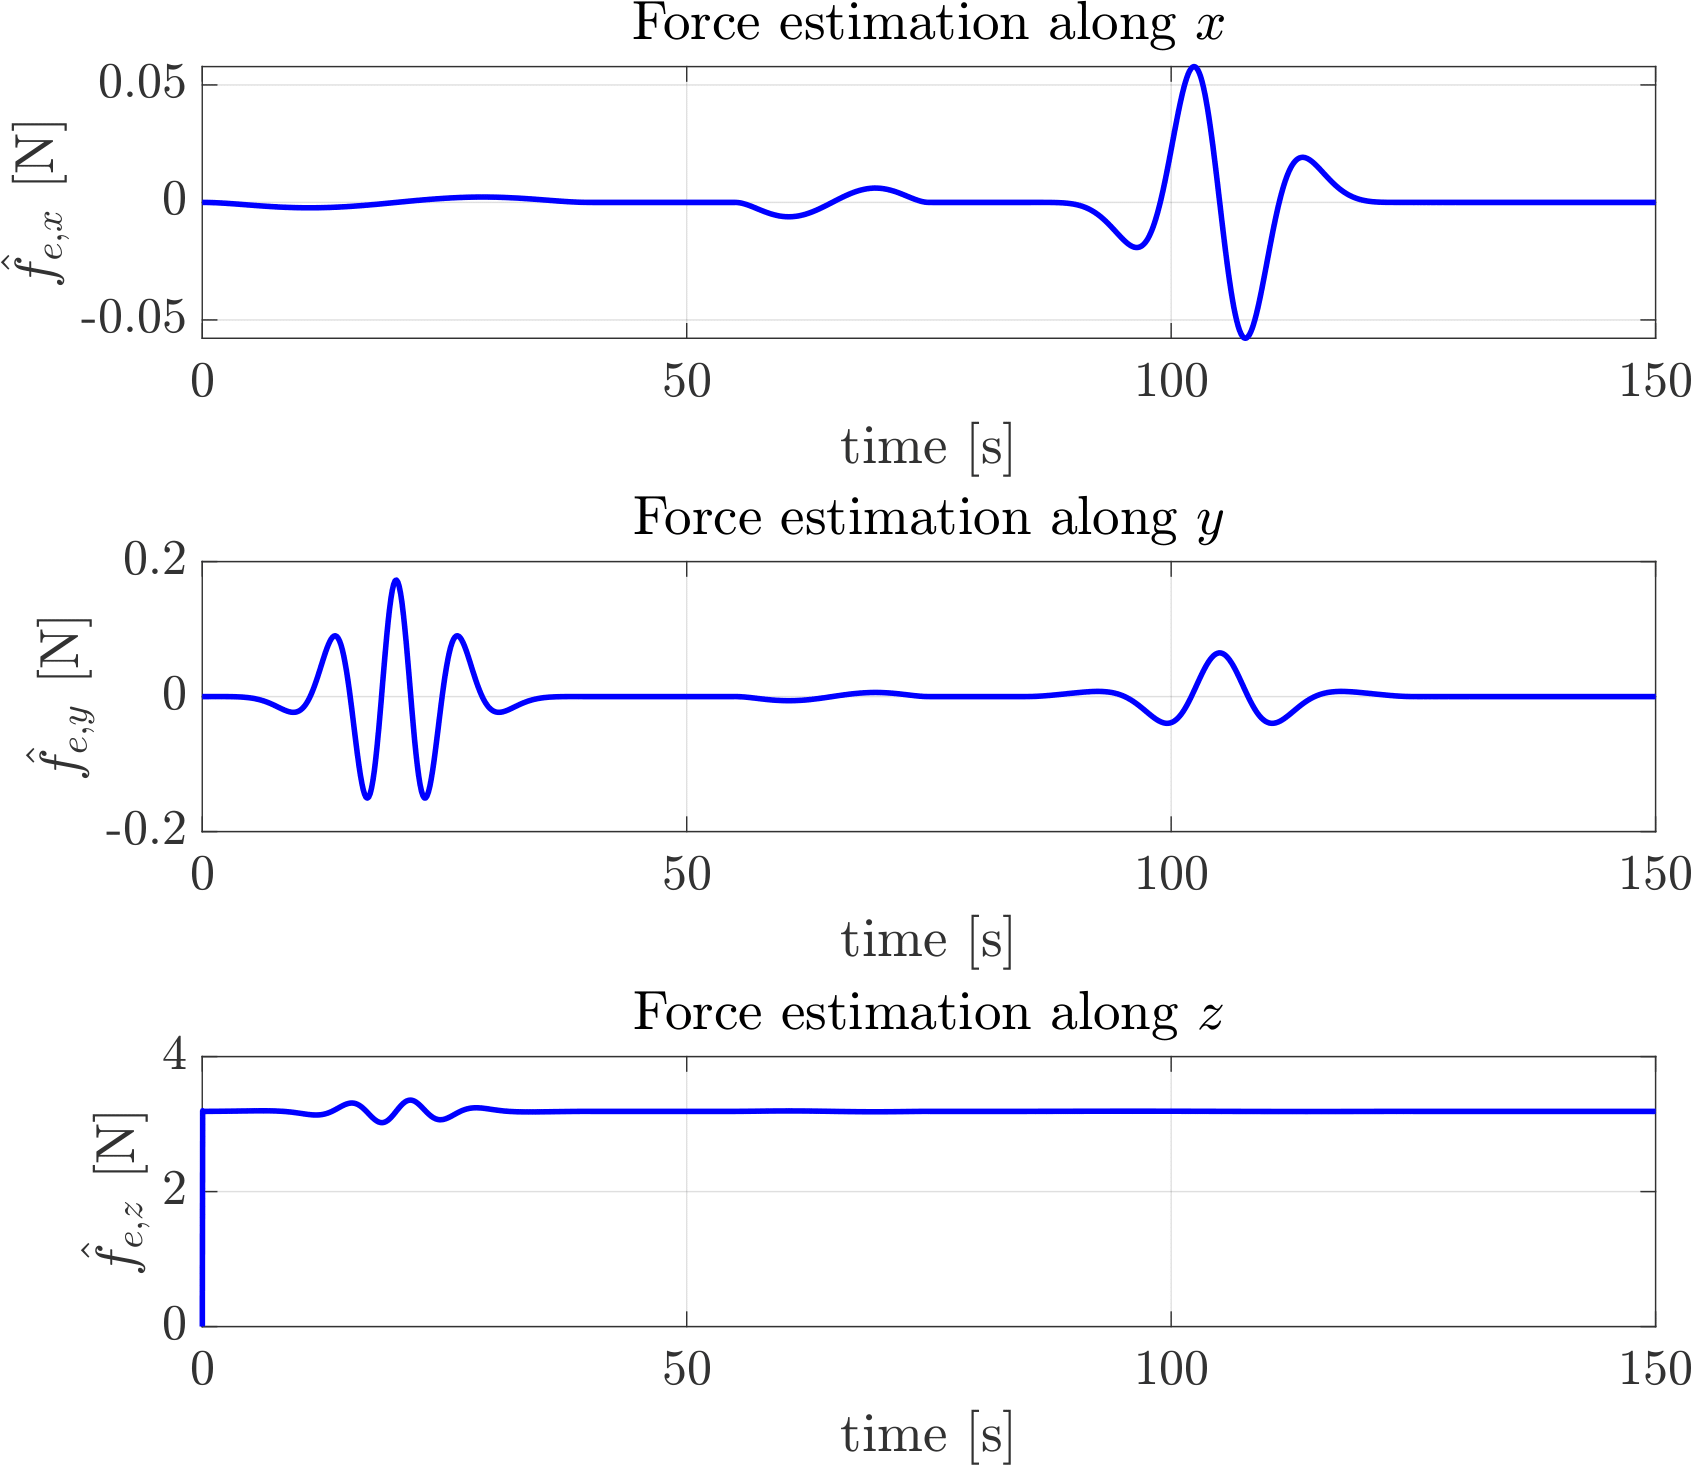 Force estimation along x
0.05
0
-0.05
f̂e,x [N]
0 50 100 150
time [s]
Force estimation along y
0.2
0
-0.2
f̂e,y [N]
0 50 100 150
time [s]
Force estimation along z
4
2
0
f̂e,z [N]
0 50 100 150
time [s]